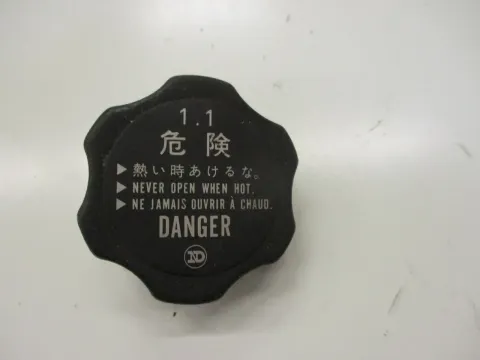 1.1
危険
▶熱い時あけるな。
▶NEVER OPEN WHEN HOT.
▶NE JAMAIS OUVRIR À CHAUD.
DANGER
ND